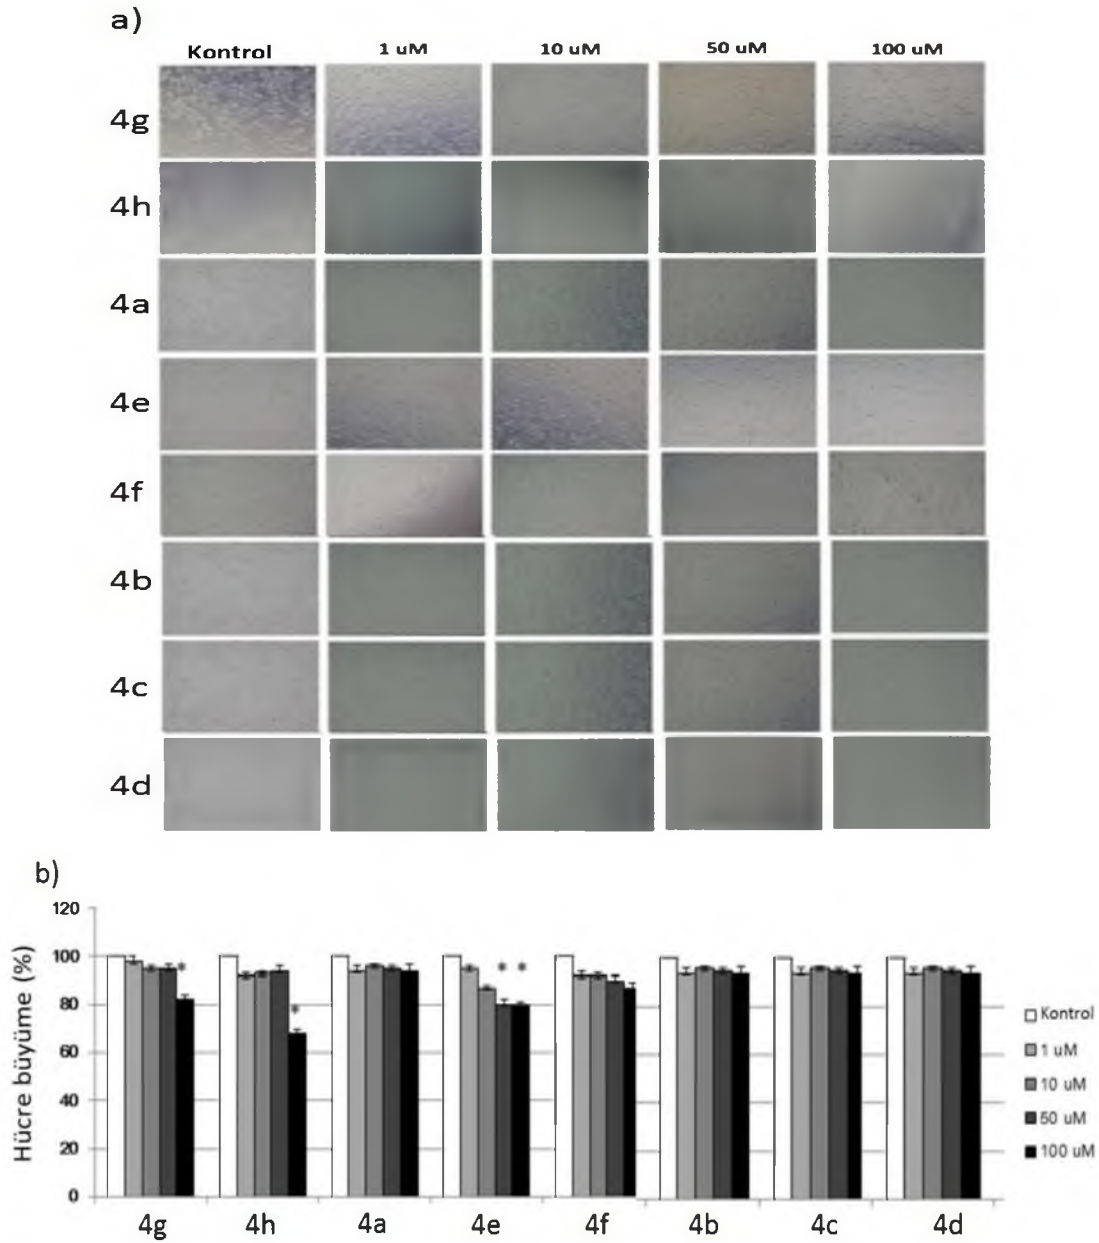 a)
Kontrol 1 uM 10 uM 50 uM 100 uM
4g
4h
4a
4e
4f
4b
4c
4d
b)
Hücre büyüme (%)
120
100
80
60
40
20
0
* * * *
4g 4h 4a 4e 4f 4b 4c 4d
Kontrol
1 uM
10 uM
50 uM
100 uM